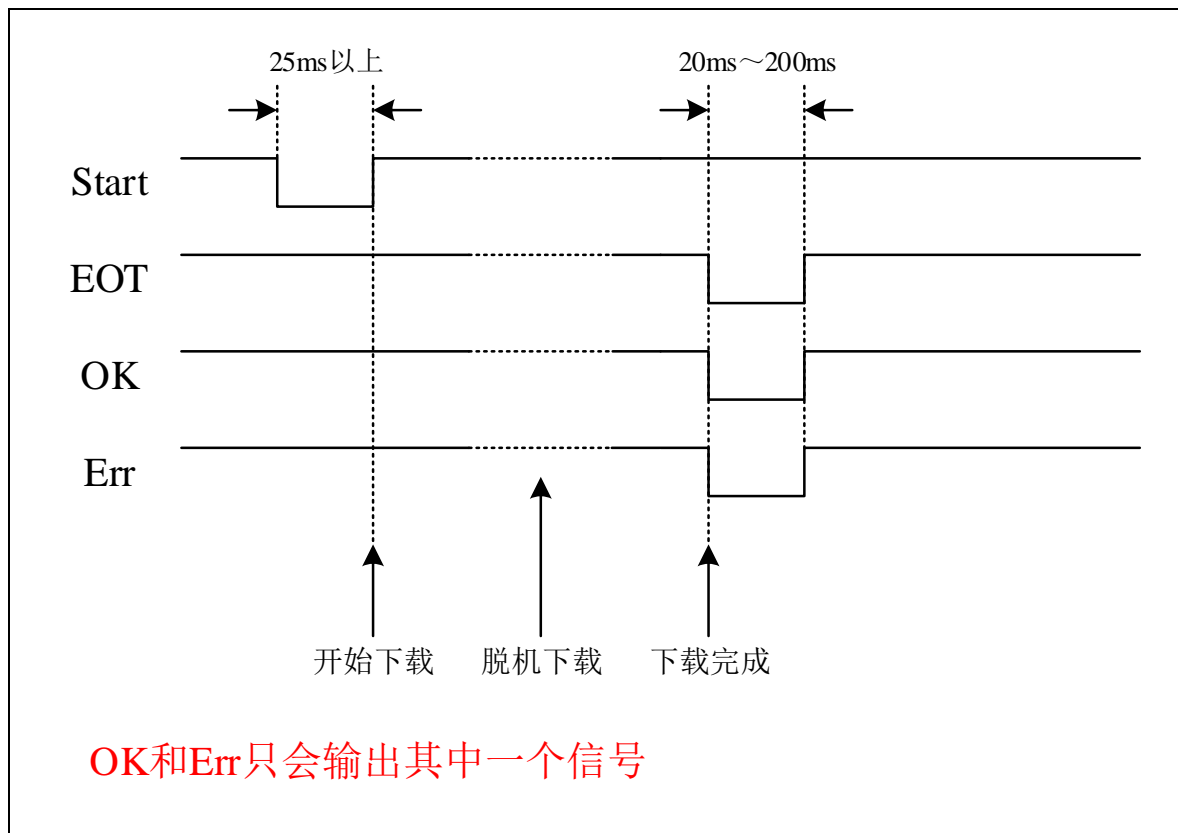 25ms以上
20ms～200ms
Start
EOT
OK
Err
开始下载
脱机下载
下载完成
OK和Err只会输出其中一个信号